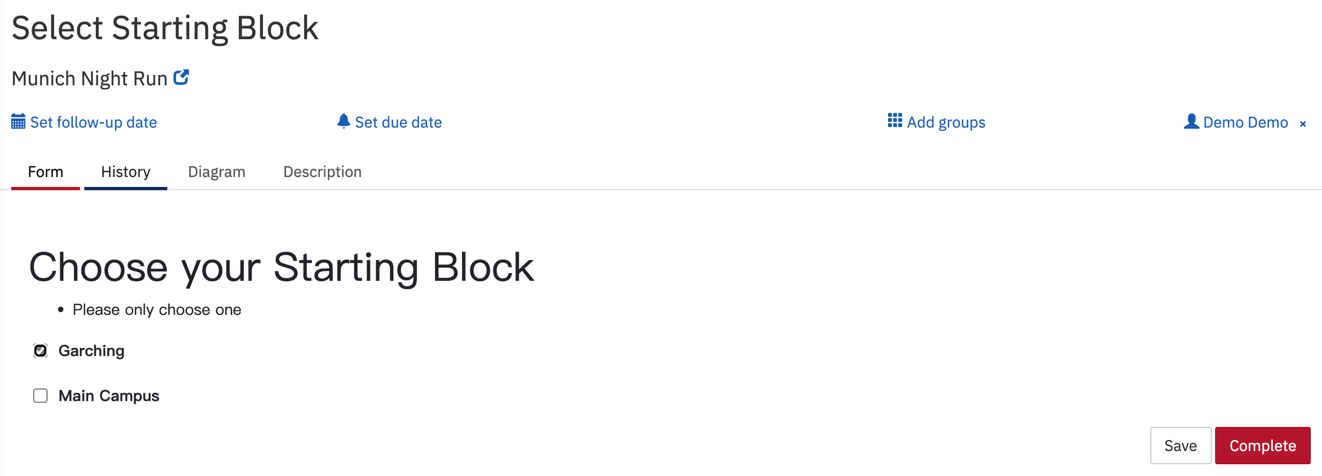 Select Starting Block
Munich Night Run
Set follow-up date Set due date Add groups Demo Demo ×
Form History Diagram Description
Choose your Starting Block
• Please only choose one
Garching
Main Campus
Save Complete